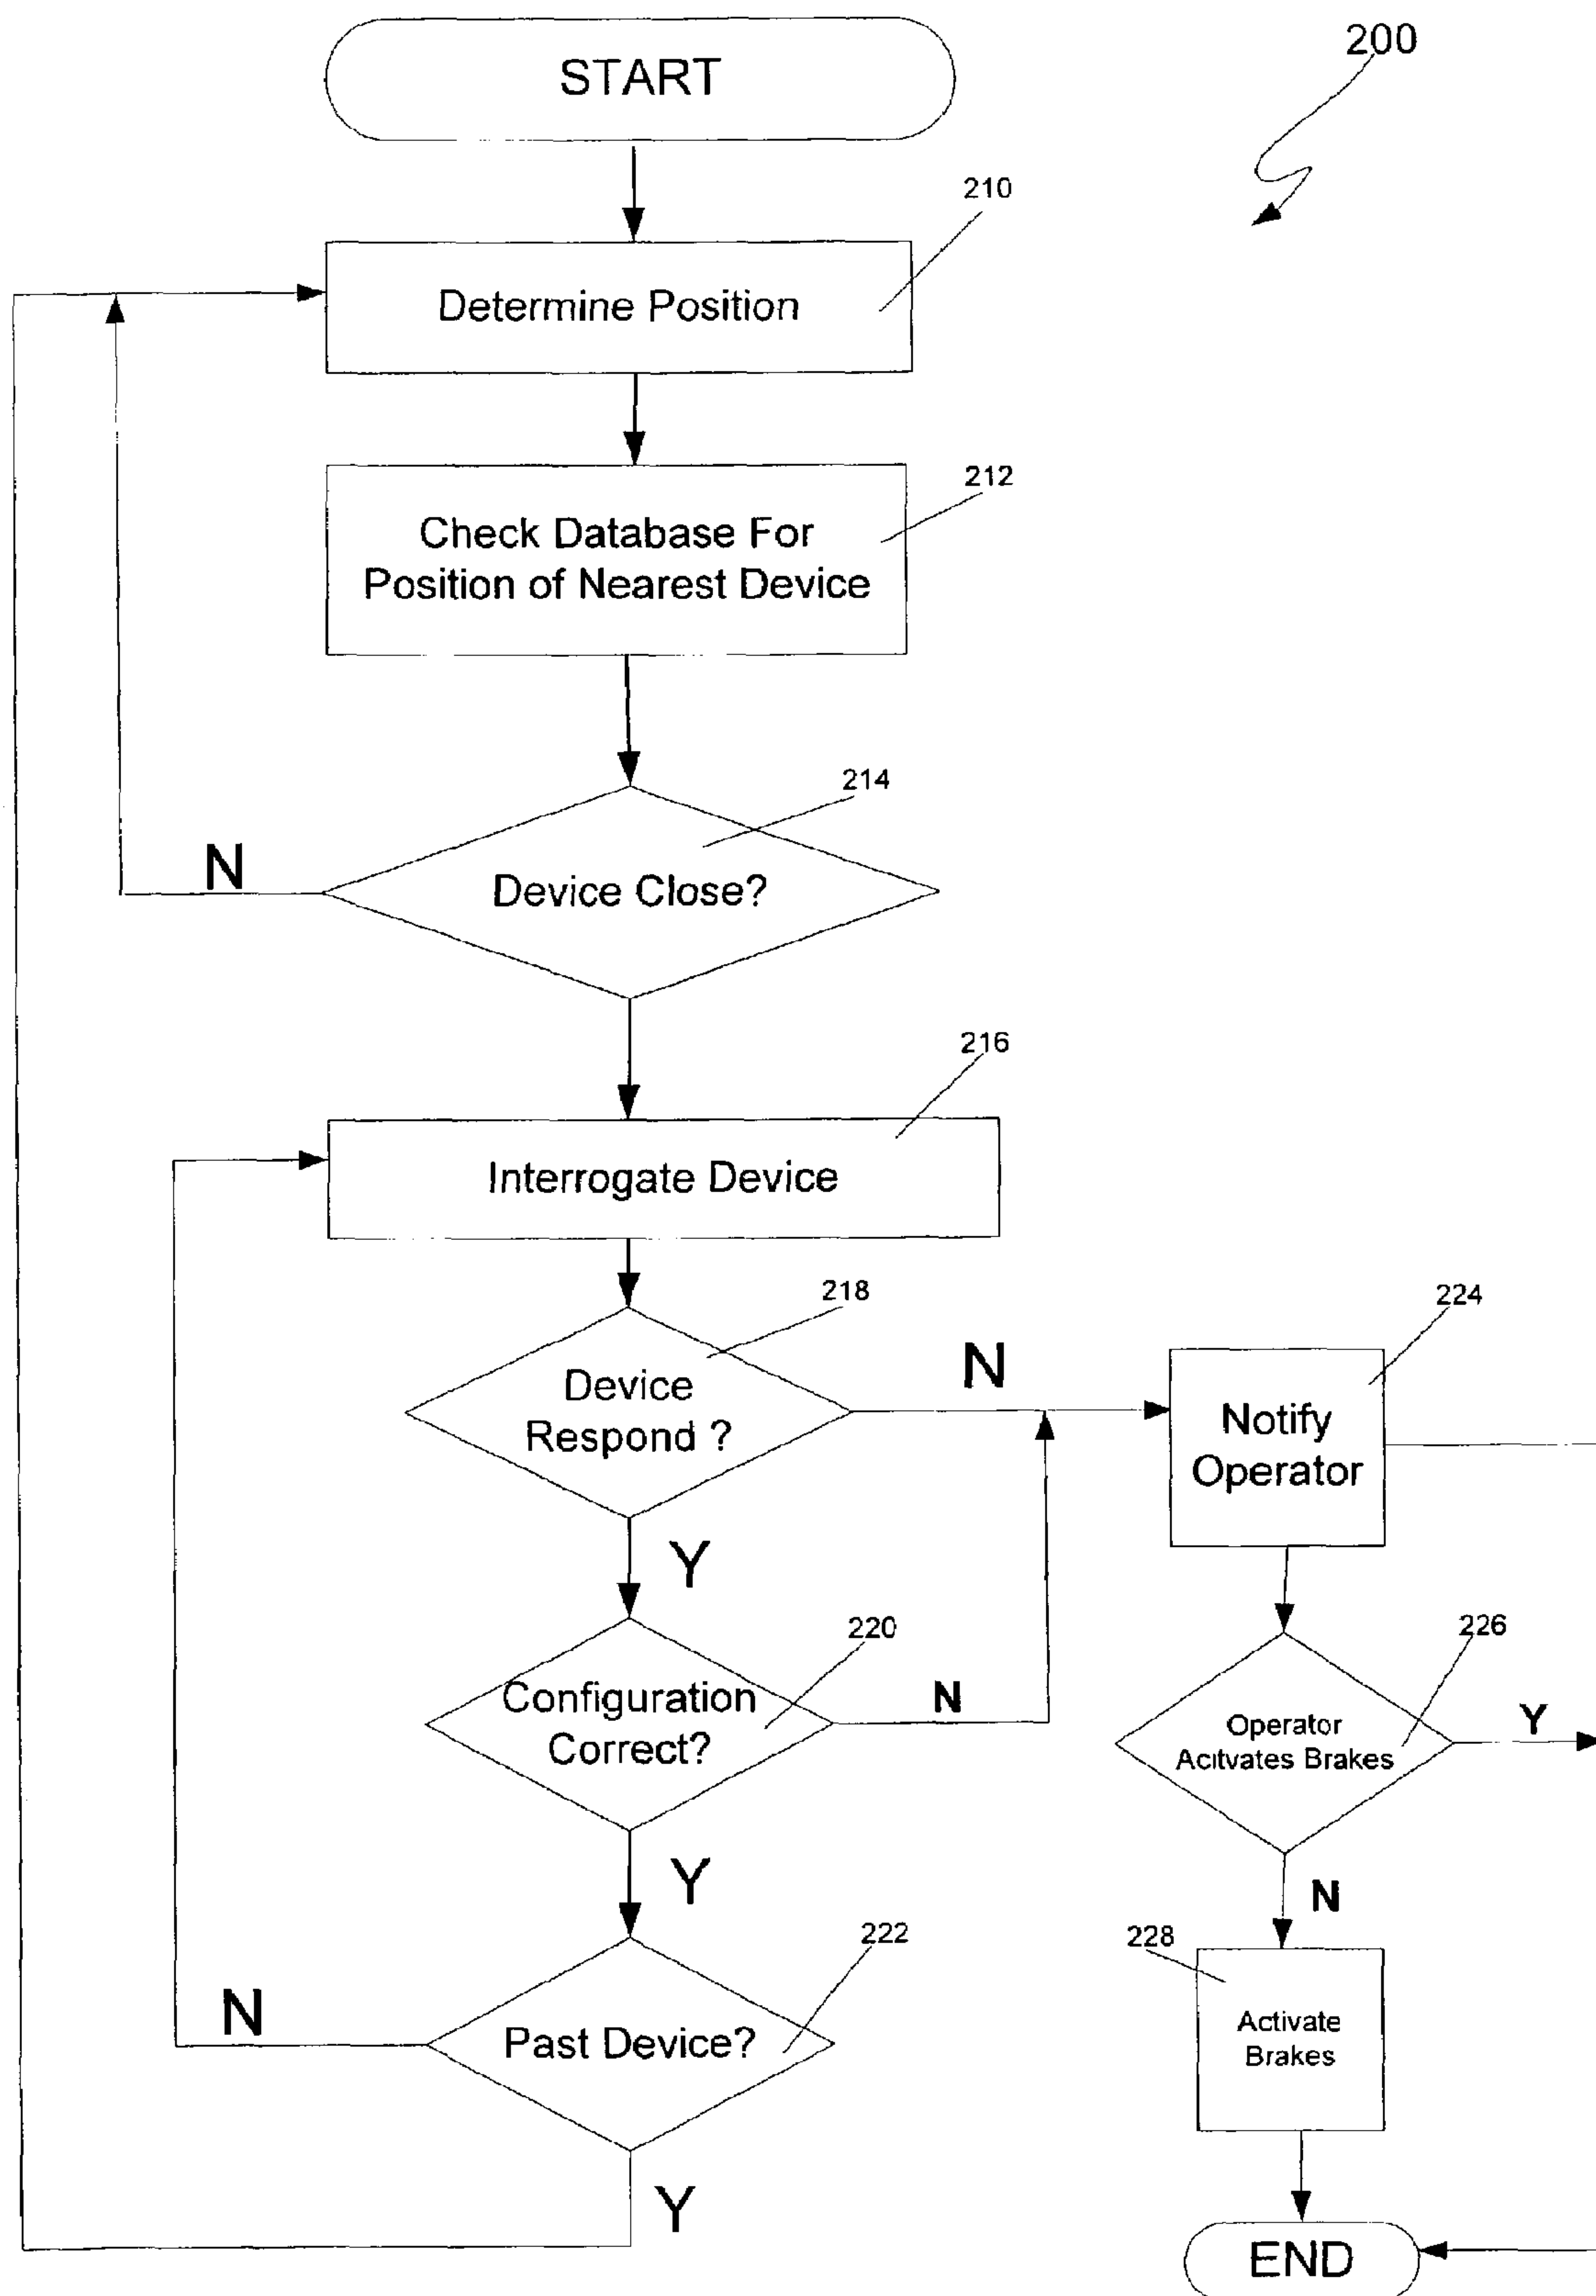 START
200
210
Determine Position
212
Check Database For
Position of Nearest Device
214
N
Device Close?
216
Interrogate Device
218
224
Device
Respond ?
N
Notify
Operator
Y
220
226
Configuration
Correct?
N
Operator
Acitvates Brakes
Y
Y
N
222
228
N
Past Device?
Activate
Brakes
Y
END